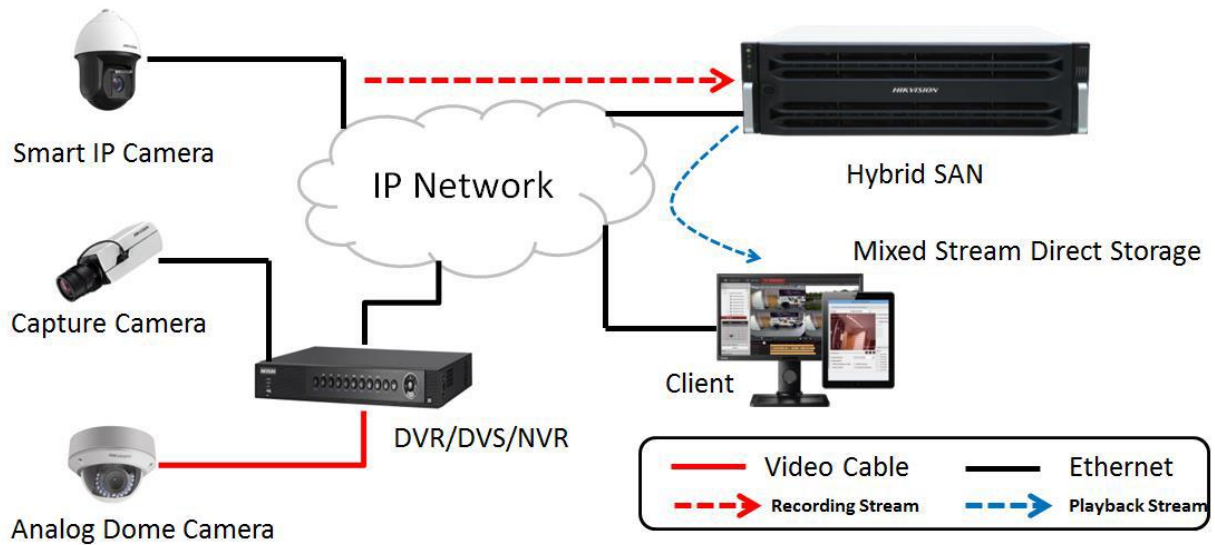 HIKVISION
Smart IP Camera
IP Network
Hybrid SAN
Mixed Stream Direct Storage
Capture Camera
Client
DVR/DVS/NVR
Analog Dome Camera
Video Cable
Ethernet
Recording Stream
Playback Stream